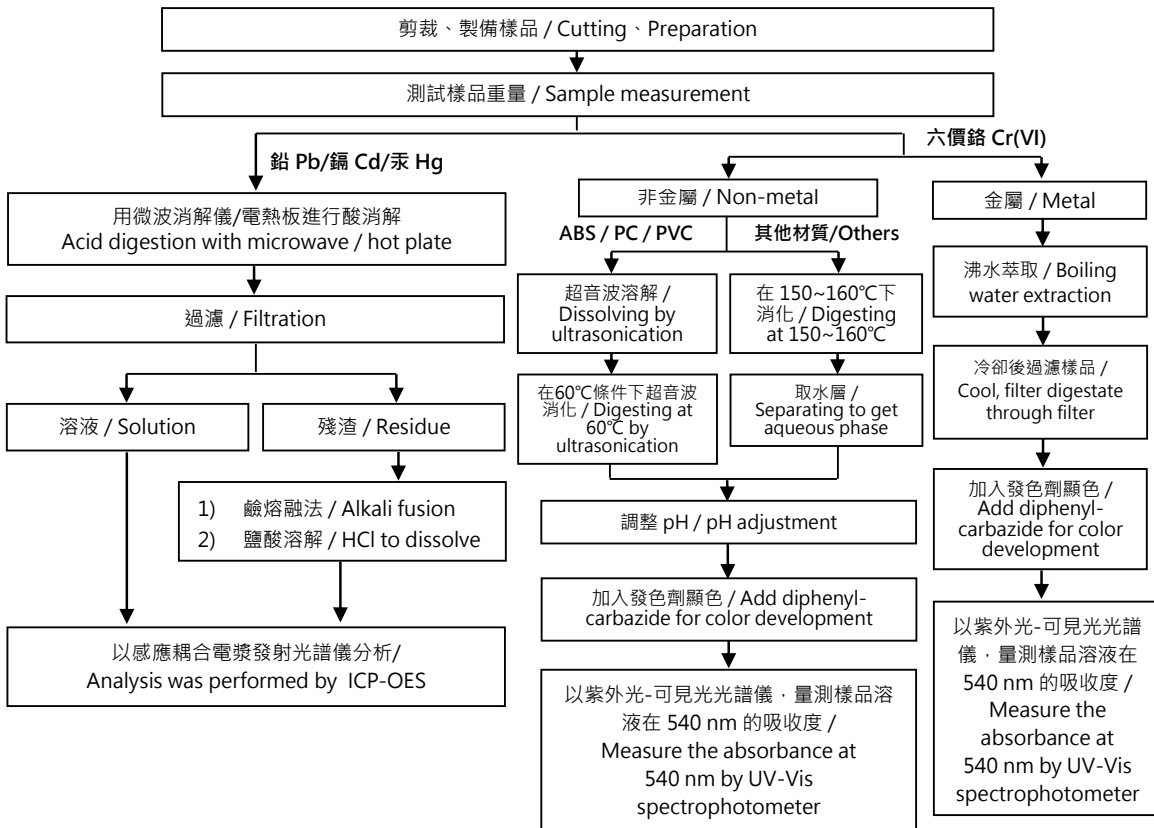 剪裁、製備樣品 / Cutting、Preparation
測試樣品重量 / Sample measurement
鉛 Pb/鎘 Cd/汞 Hg
六價鉻 Cr(VI)
用微波消解儀/電熱板進行酸消解
Acid digestion with microwave / hot plate
過濾 / Filtration
溶液 / Solution
殘渣 / Residue
1) 鹼熔融法 / Alkali fusion
2) 鹽酸溶解 / HCl to dissolve
以感應耦合電漿發射光譜儀分析/
Analysis was performed by ICP-OES
非金屬 / Non-metal
ABS / PC / PVC
其他材質/Others
超音波溶解 /
Dissolving by
ultrasonication
在60℃條件下超音波
消化 / Digesting at
60℃ by
ultrasonication
在 150~160℃下
消化 / Digesting
at 150~160℃
取水層 /
Separating to get
aqueous phase
調整 pH / pH adjustment
加入發色劑顯色 / Add diphenyl-
carbazide for color development
以紫外光-可見光光譜儀，量測樣品溶
液在 540 nm 的吸收度 /
Measure the absorbance at
540 nm by UV-Vis
spectrophotometer
金屬 / Metal
沸水萃取 / Boiling
water extraction
冷卻後過濾樣品 /
Cool, filter digestate
through filter
加入發色劑顯色 /
Add diphenyl-
carbazide for color
development
以紫外光-可見光光譜
儀，量測樣品溶液在
540 nm 的吸收度 /
Measure the
absorbance at
540 nm by UV-Vis
spectrophotometer